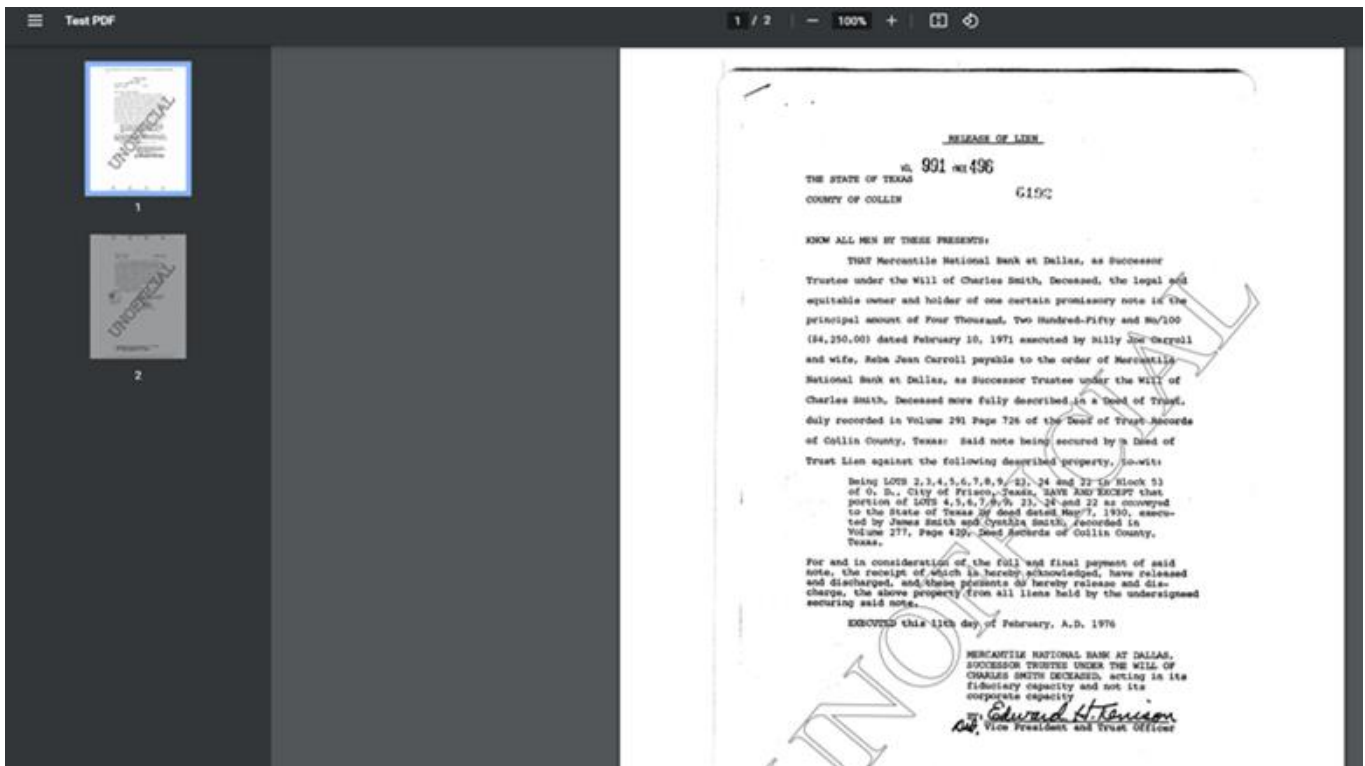 Test PDF
1 / 2
100%
UNOFFICIAL
1
UNOFFICIAL
2
RELEASE OF LIEN
VOL 991 PAGE 496
THE STATE OF TEXAS
COUNTY OF COLLIN
KNOW ALL MEN BY THESE PRESENTS:
THAT Mercantile National Bank at Dallas, as Successor
Trustee under the Will of Charles Smith, Deceased, the legal and
equitable owner and holder of one certain promissory note in the
principal amount of Four Thousand, Two Hundred-Fifty and No/100
($4,250.00) dated February 10, 1971 executed by Billy Joe Carroll
and wife, Reba Jean Carroll payable to the order of Mercantile
National Bank at Dallas, as Successor Trustee under the Will of
Charles Smith, Deceased more fully described in a Deed of Trust,
duly recorded in Volume 291 Page 726 of the Deed of Trust Records
of Collin County, Texas: Said note being secured by a Deed of
Trust Lien against the following described property, to-wit:
Being LOTS 2,3,4,5,6,7,8,9, 23, 24 and 22 in Block 53
of O. D., City of Frisco, Texas, SAVE AND EXCEPT that
portion of LOTS 4,5,6,7,8,9, 23, 24 and 22 as conveyed
to the State of Texas by deed dated May 7, 1930, execu-
ted by James Smith and Cynthia Smith, recorded in
Volume 277, Page 420, Deed Records of Collin County,
Texas.
For and in consideration of the full and final payment of said
note, the receipt of which is hereby acknowledged, have released
and discharged, and these presents do hereby release and dis-
charge, the above property from all liens held by the undersigned
securing said note.
EXECUTED this 11th day of February, A.D. 1976
MERCANTILE NATIONAL BANK AT DALLAS,
SUCCESSOR TRUSTEE UNDER THE WILL OF
CHARLES SMITH DECEASED, acting in its
fiduciary capacity and not its
corporate capacity
BY: Edward H. Kenison
Vice President and Trust Officer
UNOFFICIAL